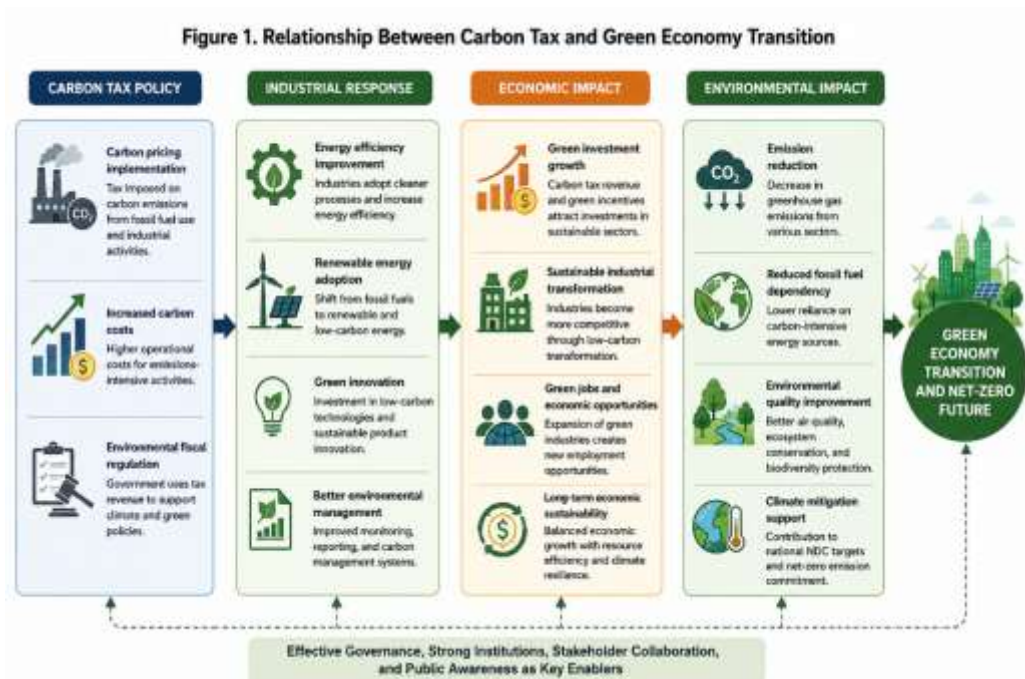 Figure 1. Relationship Between Carbon Tax and Green Economy Transition
CARBON TAX POLICY
Carbon pricing
implementation
Tax imposed on
carbon emissions
from fossil fuel use
and industrial
activities.
CO₂
Increased carbon
costs
Higher operational
costs for emissions-
intensive activities.
$
Environmental fiscal
regulation
Government uses tax
revenue to support
climate and green
policies.
INDUSTRIAL RESPONSE
Energy efficiency
improvement
Industries adopt cleaner
processes and increase
energy efficiency.
Renewable energy
adoption
Shift from fossil fuels
to renewable and
low-carbon energy.
Green innovation
Investment in low-carbon
technologies and
sustainable product
innovation.
Better environmental
management
Improved monitoring,
reporting, and carbon
management systems.
ECONOMIC IMPACT
Green investment
growth
Carbon tax revenue
and green incentives
attract investments in
sustainable sectors.
$
Sustainable industrial
transformation
Industries become
more competitive
through low-carbon
transformation.
Green jobs and
economic opportunities
Expansion of green
industries creates
new employment
opportunities.
Long-term economic
sustainability
Balanced economic
growth with resource
efficiency and climate
resilience.
$
ENVIRONMENTAL IMPACT
Emission
reduction
Decrease in
greenhouse gas
emissions from
various sectors.
CO₂
Reduced fossil fuel
dependency
Lower reliance on
carbon-intensive
energy sources.
Environmental
quality improvement
Better air quality,
ecosystem
conservation, and
biodiversity protection.
Climate mitigation
support
Contribution to
national NDC targets
and net-zero emission
commitment.
GREEN
ECONOMY
TRANSITION
AND NET-ZERO
FUTURE
Effective Governance, Strong Institutions, Stakeholder Collaboration,
and Public Awareness as Key Enablers